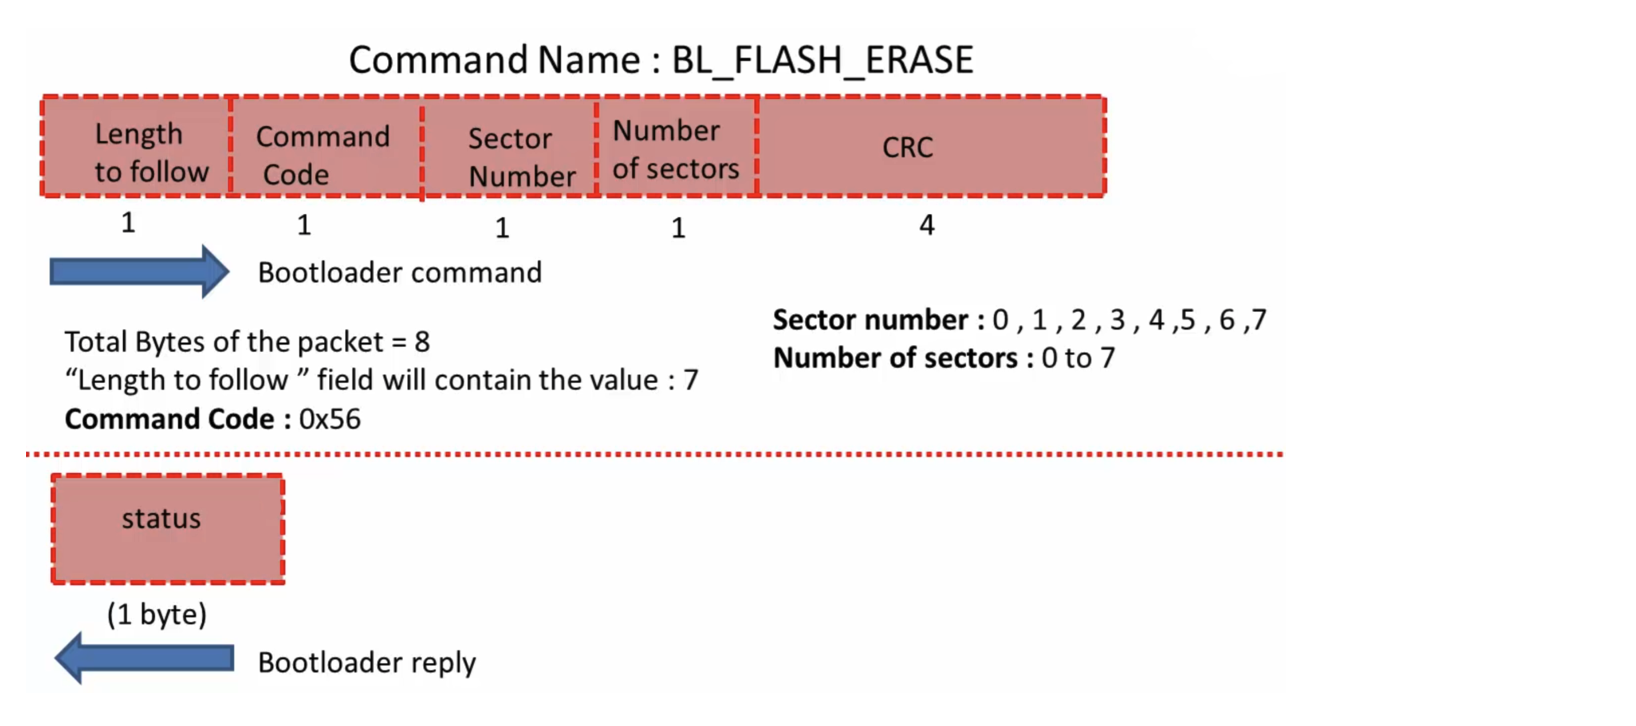 Command Name : BL_FLASH_ERASE
Length
to follow
Command
Code
Sector
Number
Number
of sectors
CRC
1
1
1
1
4
Bootloader command
Total Bytes of the packet = 8
“Length to follow ” field will contain the value : 7
Command Code : 0x56
Sector number : 0 , 1 , 2 , 3 , 4 ,5 , 6 ,7
Number of sectors : 0 to 7
status
(1 byte)
Bootloader reply